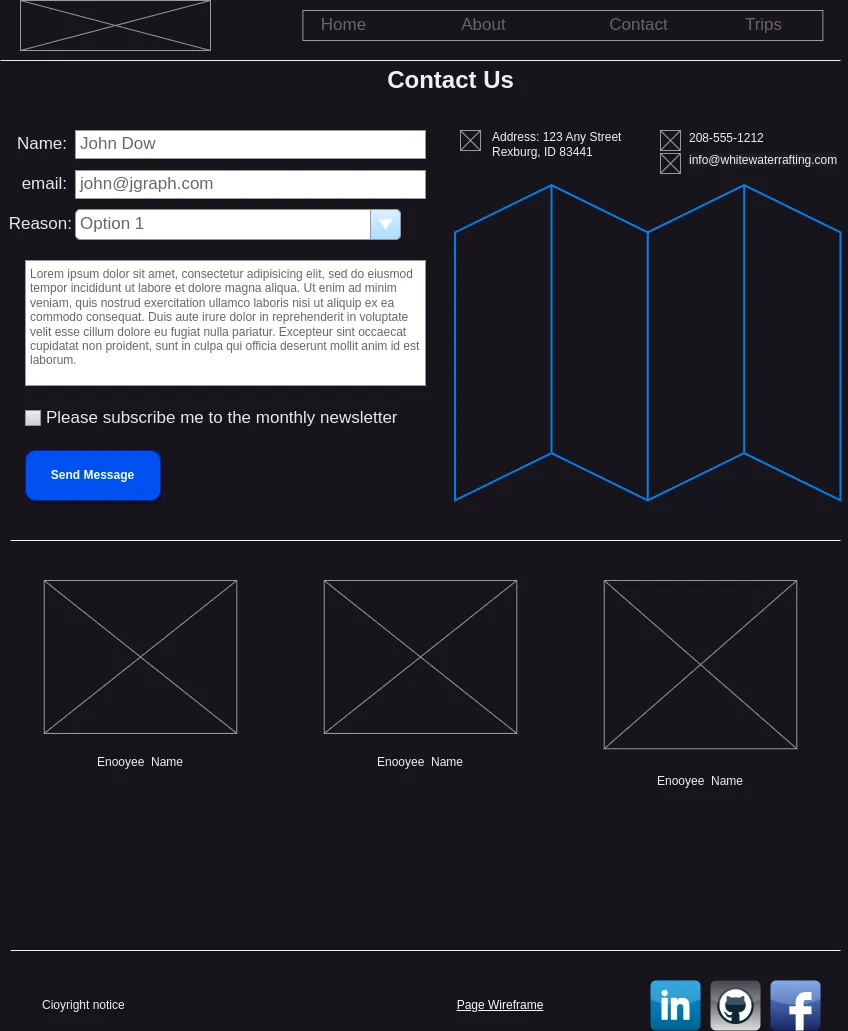 Home
About
Contact
Trips
Contact Us
Name:
John Dow
email:
john@jgraph.com
Reason:
Option 1
Lorem ipsum dolor sit amet, consectetur adipisicing elit, sed do eiusmod
tempor incididunt ut labore et dolore magna aliqua. Ut enim ad minim
veniam, quis nostrud exercitation ullamco laboris nisi ut aliquip ex ea
commodo consequat. Duis aute irure dolor in reprehenderit in voluptate
velit esse cillum dolore eu fugiat nulla pariatur. Excepteur sint occaecat
cupidatat non proident, sunt in culpa qui officia deserunt mollit anim id est
laborum.
Please subscribe me to the monthly newsletter
Send Message
Address: 123 Any Street
Rexburg, ID 83441
208-555-1212
info@whitewaterrafting.com
Enooyee  Name
Enooyee  Name
Enooyee  Name
Cioyright notice
Page Wireframe
in
f